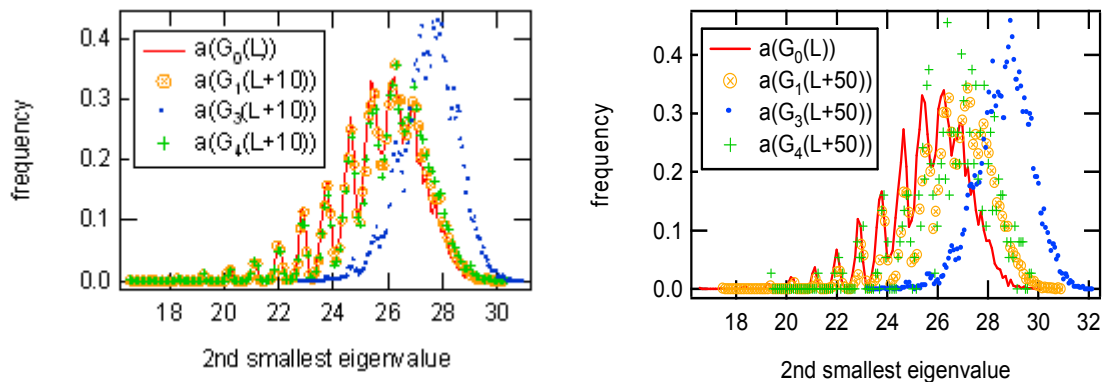 frequency
0.4
0.3
0.2
0.1
0.0
a(G0(L))
a(G1(L+10))
a(G3(L+10))
a(G4(L+10))
18 20 22 24 26 28 30
2nd smallest eigenvalue
frequency
0.4
0.3
0.2
0.1
0.0
a(G0(L))
a(G1(L+50))
a(G3(L+50))
a(G4(L+50))
18 20 22 24 26 28 30 32
2nd smallest eigenvalue